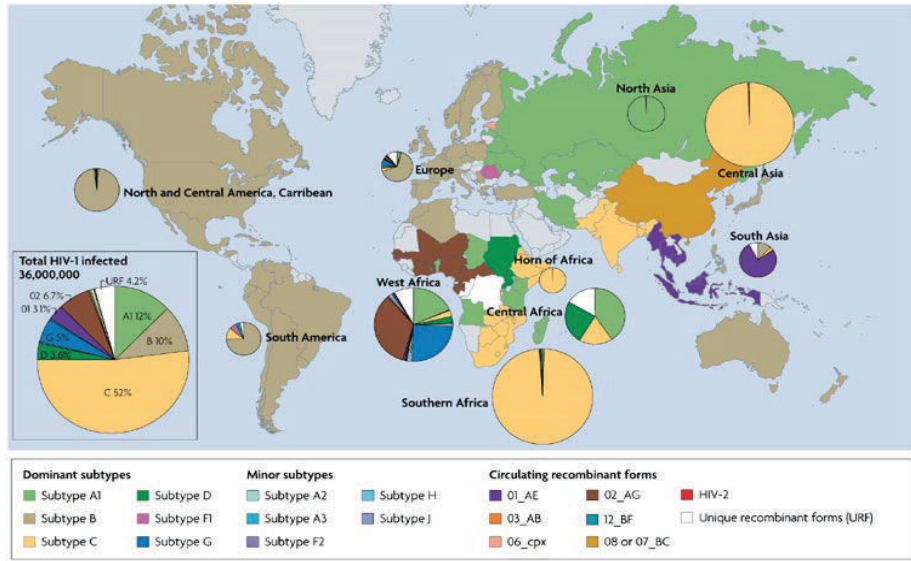 North Asia
Central Asia
Europe
North and Central America, Carribean
South Asia
Horn of Africa
West Africa
Central Africa
South America
Southern Africa
Total HIV-1 infected
36,000,000
URF 4.2%
02 6.7%
01 3.1%
A1 12%
G 5%
B 10%
D 3.6%
C 52%
Dominant subtypes
Minor subtypes
Circulating recombinant forms
Subtype A1
Subtype D
Subtype A2
Subtype H
01_AE
02_AG
HIV-2
Subtype B
Subtype F1
Subtype A3
Subtype J
03_AB
12_BF
Unique recombinant forms (URF)
Subtype C
Subtype G
Subtype F2
06_cpx
08 or 07_BC